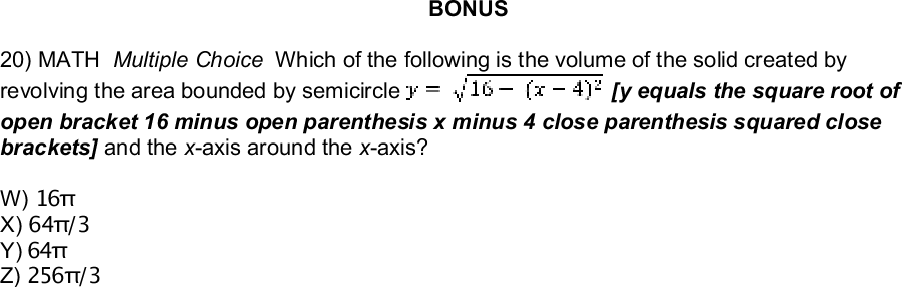 BONUS
20) MATH Multiple Choice Which of the following is the volume of the solid created by
revolving the area bounded by semicircle y = √16 − (x − 4)² [y equals the square root of
open bracket 16 minus open parenthesis x minus 4 close parenthesis squared close
brackets] and the x-axis around the x-axis?
W) 16π
X) 64π/3
Y) 64π
Z) 256π/3